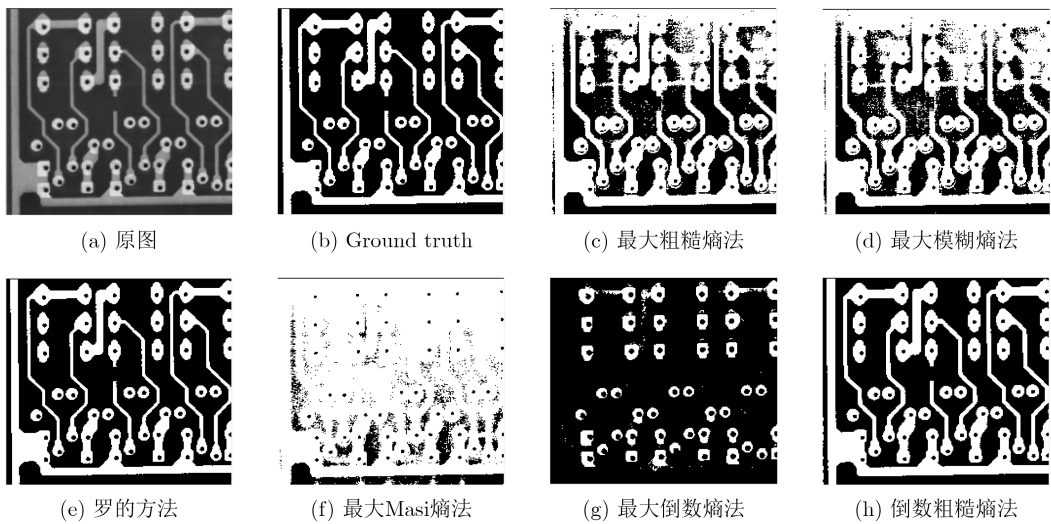 (a) 原图
(b) Ground truth
(c) 最大粗糙熵法
(d) 最大模糊熵法
(e) 罗的方法
(f) 最大Masi熵法
(g) 最大倒数熵法
(h) 倒数粗糙熵法